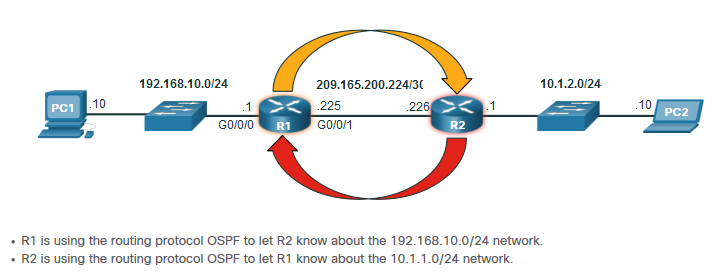 192.168.10.0/24
209.165.200.224/30
10.1.2.0/24
PC1
.10
.1
.225
.226
.1
.10
PC2
G0/0/0
R1
G0/0/1
R2
• R1 is using the routing protocol OSPF to let R2 know about the 192.168.10.0/24 network.
• R2 is using the routing protocol OSPF to let R1 know about the 10.1.1.0/24 network.